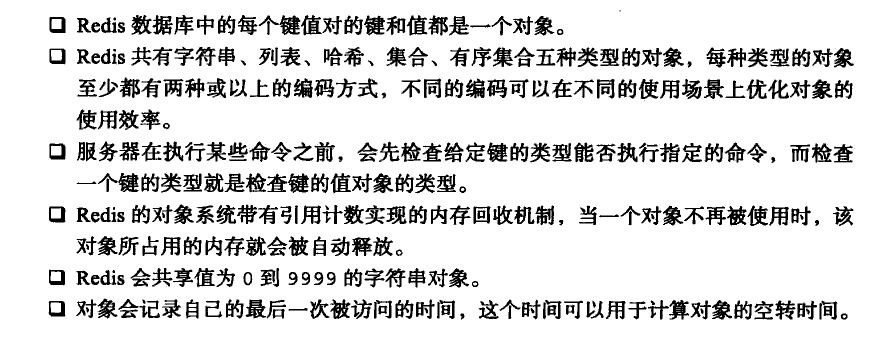 ❑ Redis 数据库中的每个键值对的键和值都是一个对象。
❑ Redis 共有字符串、列表、哈希、集合、有序集合五种类型的对象，每种类型的对象
至少都有两种或以上的编码方式，不同的编码可以在不同的使用场景上优化对象的
使用效率。
❑ 服务器在执行某些命令之前，会先检查给定键的类型能否执行指定的命令，而检查
一个键的类型就是检查键的值对象的类型。
❑ Redis 的对象系统带有引用计数实现的内存回收机制，当一个对象不再被使用时，该
对象所占用的内存就会被自动释放。
❑ Redis 会共享值为 0 到 9999 的字符串对象。
❑ 对象会记录自己的最后一次被访问的时间，这个时间可以用于计算对象的空转时间。